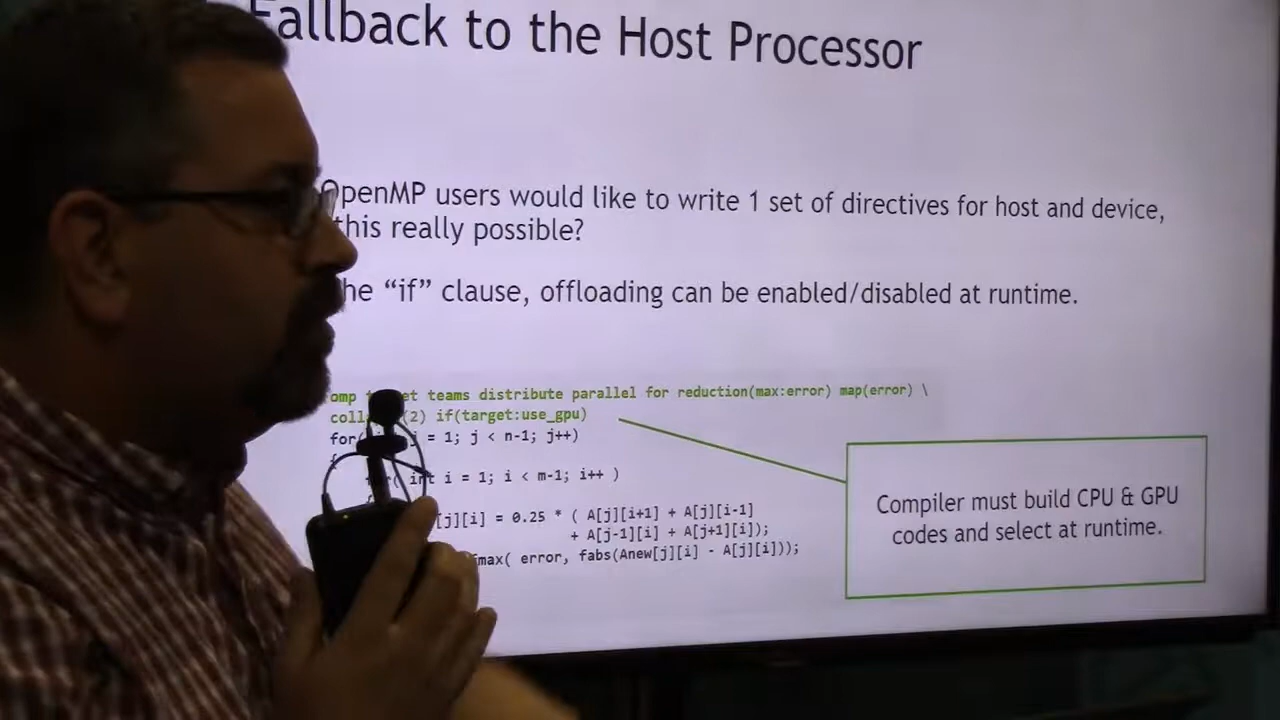 Fallback to the Host Processor
OpenMP users would like to write 1 set of directives for host and device,
this really possible?
he “if” clause, offloading can be enabled/disabled at runtime.
omp t et teams distribute parallel for reduction(max:error) map(error) \
coll (2) if(target:use_gpu)
for( j = 1; j < n-1; j++)
{
( int i = 1; i < m-1; i++ )
{
[j][i] = 0.25 * ( A[j][i+1] + A[j][i-1]
+ A[j-1][i] + A[j+1][i]);
fmax( error, fabs(Anew[j][i] - A[j][i]));
Compiler must build CPU & GPU
codes and select at runtime.